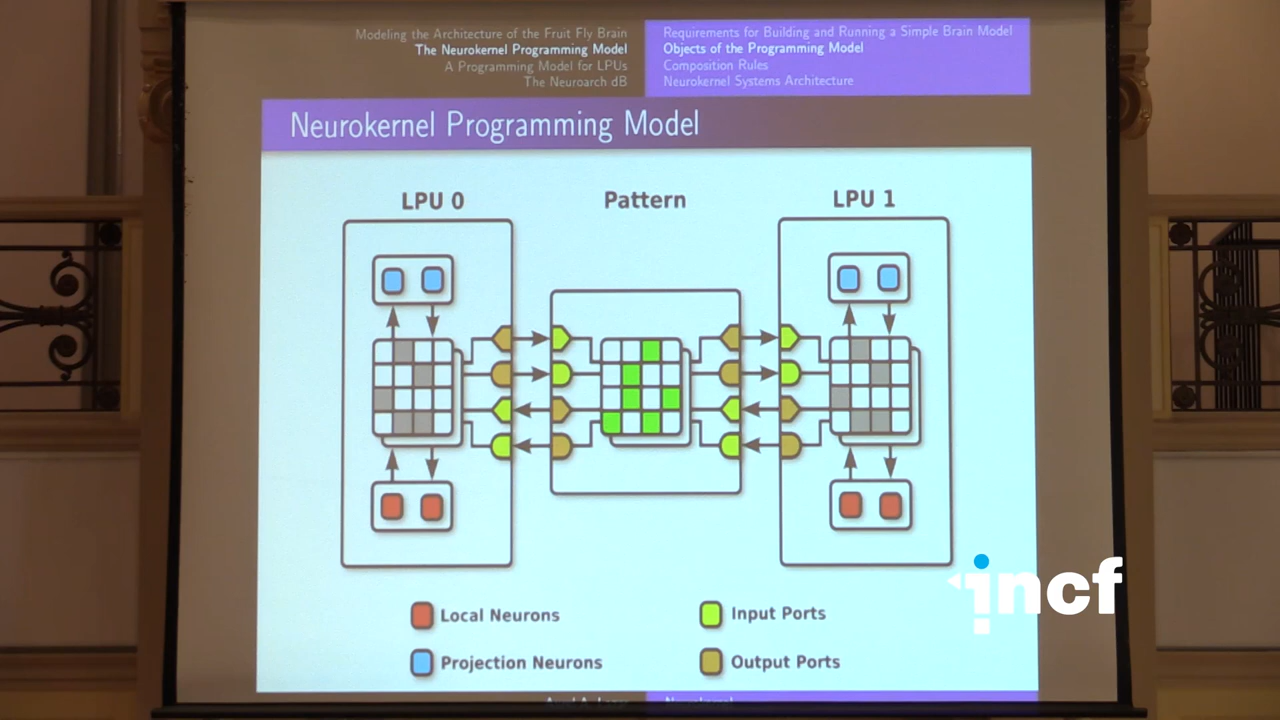 Modeling the Architecture of the Fruit Fly Brain
The Neurokernel Programming Model
A Programming Model for LPUs
The Neuroarch dB
Requirements for Building and Running a Simple Brain Model
Objects of the Programming Model
Composition Rules
Neurokernel Systems Architecture
Neurokernel Programming Model
LPU 0
Pattern
LPU 1
Local Neurons
Input Ports
Projection Neurons
Output Ports
incf